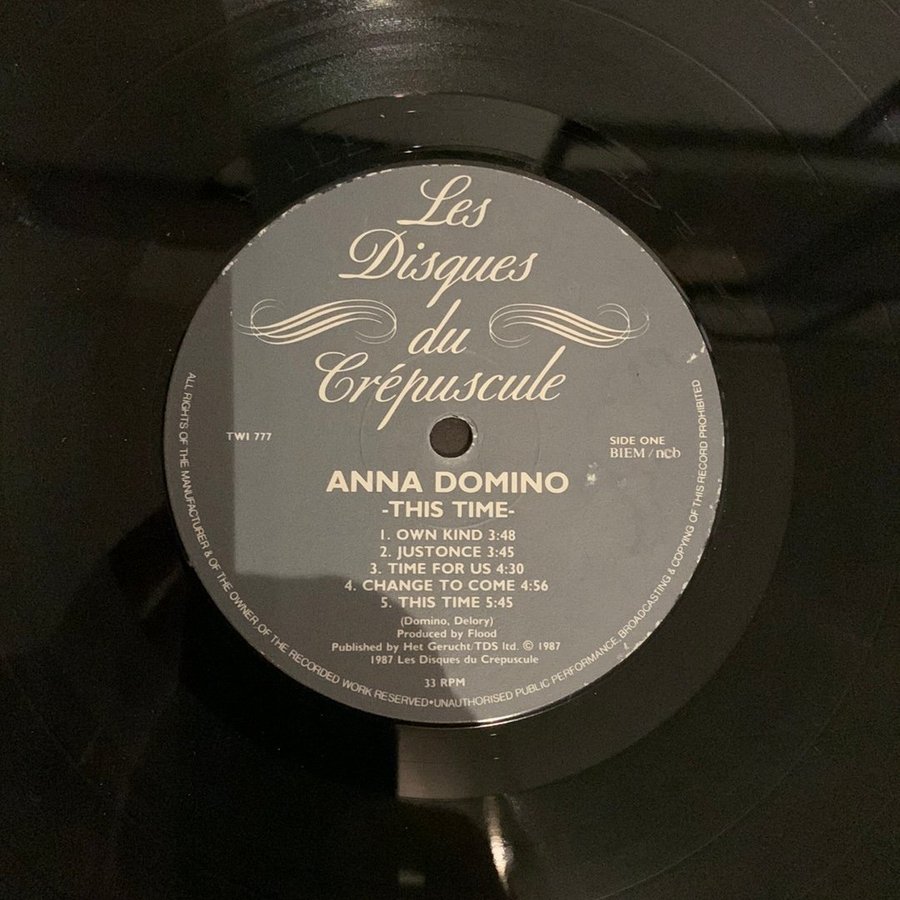 Les
Disques
du
Crépuscule
TWI 777
SIDE ONE
BIEM/ncb
ANNA DOMINO
-THIS TIME-
1. OWN KIND 3:48
2. JUSTONCE 3:45
3. TIME FOR US 4:30
4. CHANGE TO COME 4:56
5. THIS TIME 5:45
(Domino, Delory)
Produced by Flood
Published by Het Gerucht/TDS ltd. © 1987
1987 Les Disques du Crepuscule
33 RPM
ALL RIGHTS OF THE MANUFACTURER & OF THE OWNER OF THE RECORDED WORK RESERVED•UNAUTHORISED PUBLIC PERFORMANCE, BROADCASTING & COPYING OF THIS RECORD PROHIBITED